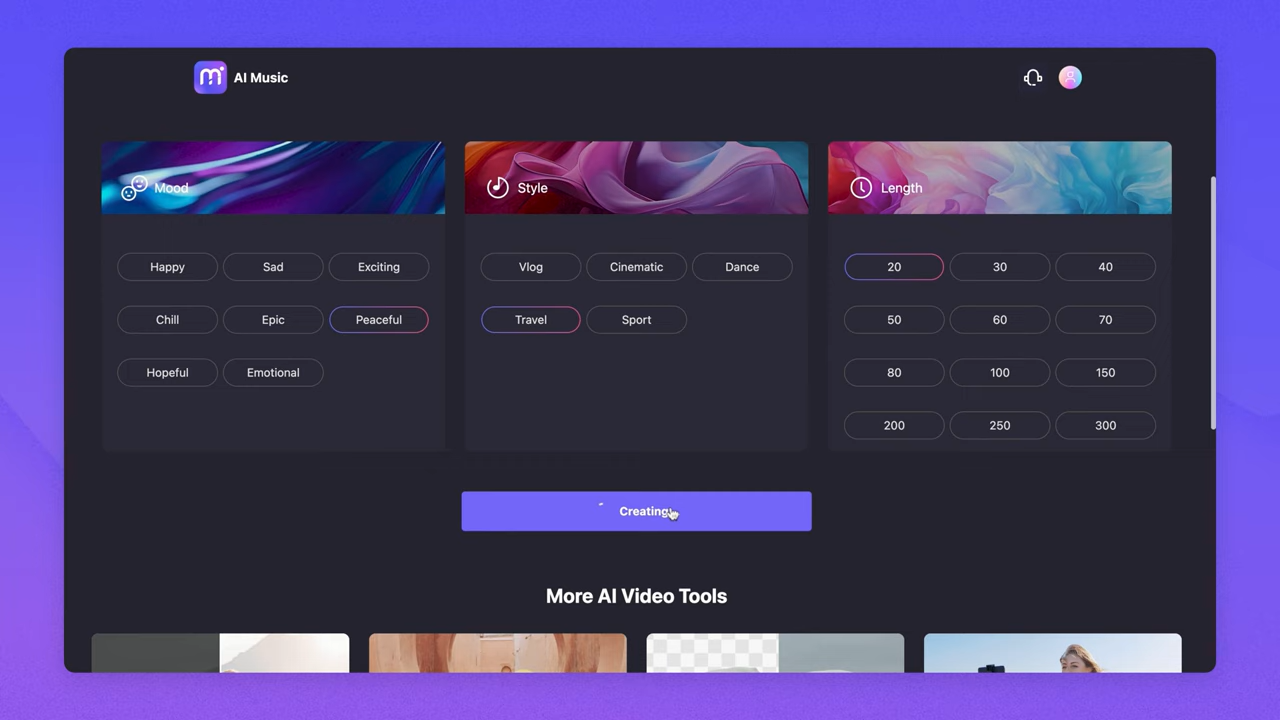 AI Music
Mood
Style
Length
Happy
Sad
Exciting
Chill
Epic
Peaceful
Hopeful
Emotional
Vlog
Cinematic
Dance
Travel
Sport
20
30
40
50
60
70
80
100
150
200
250
300
Creating
More AI Video Tools